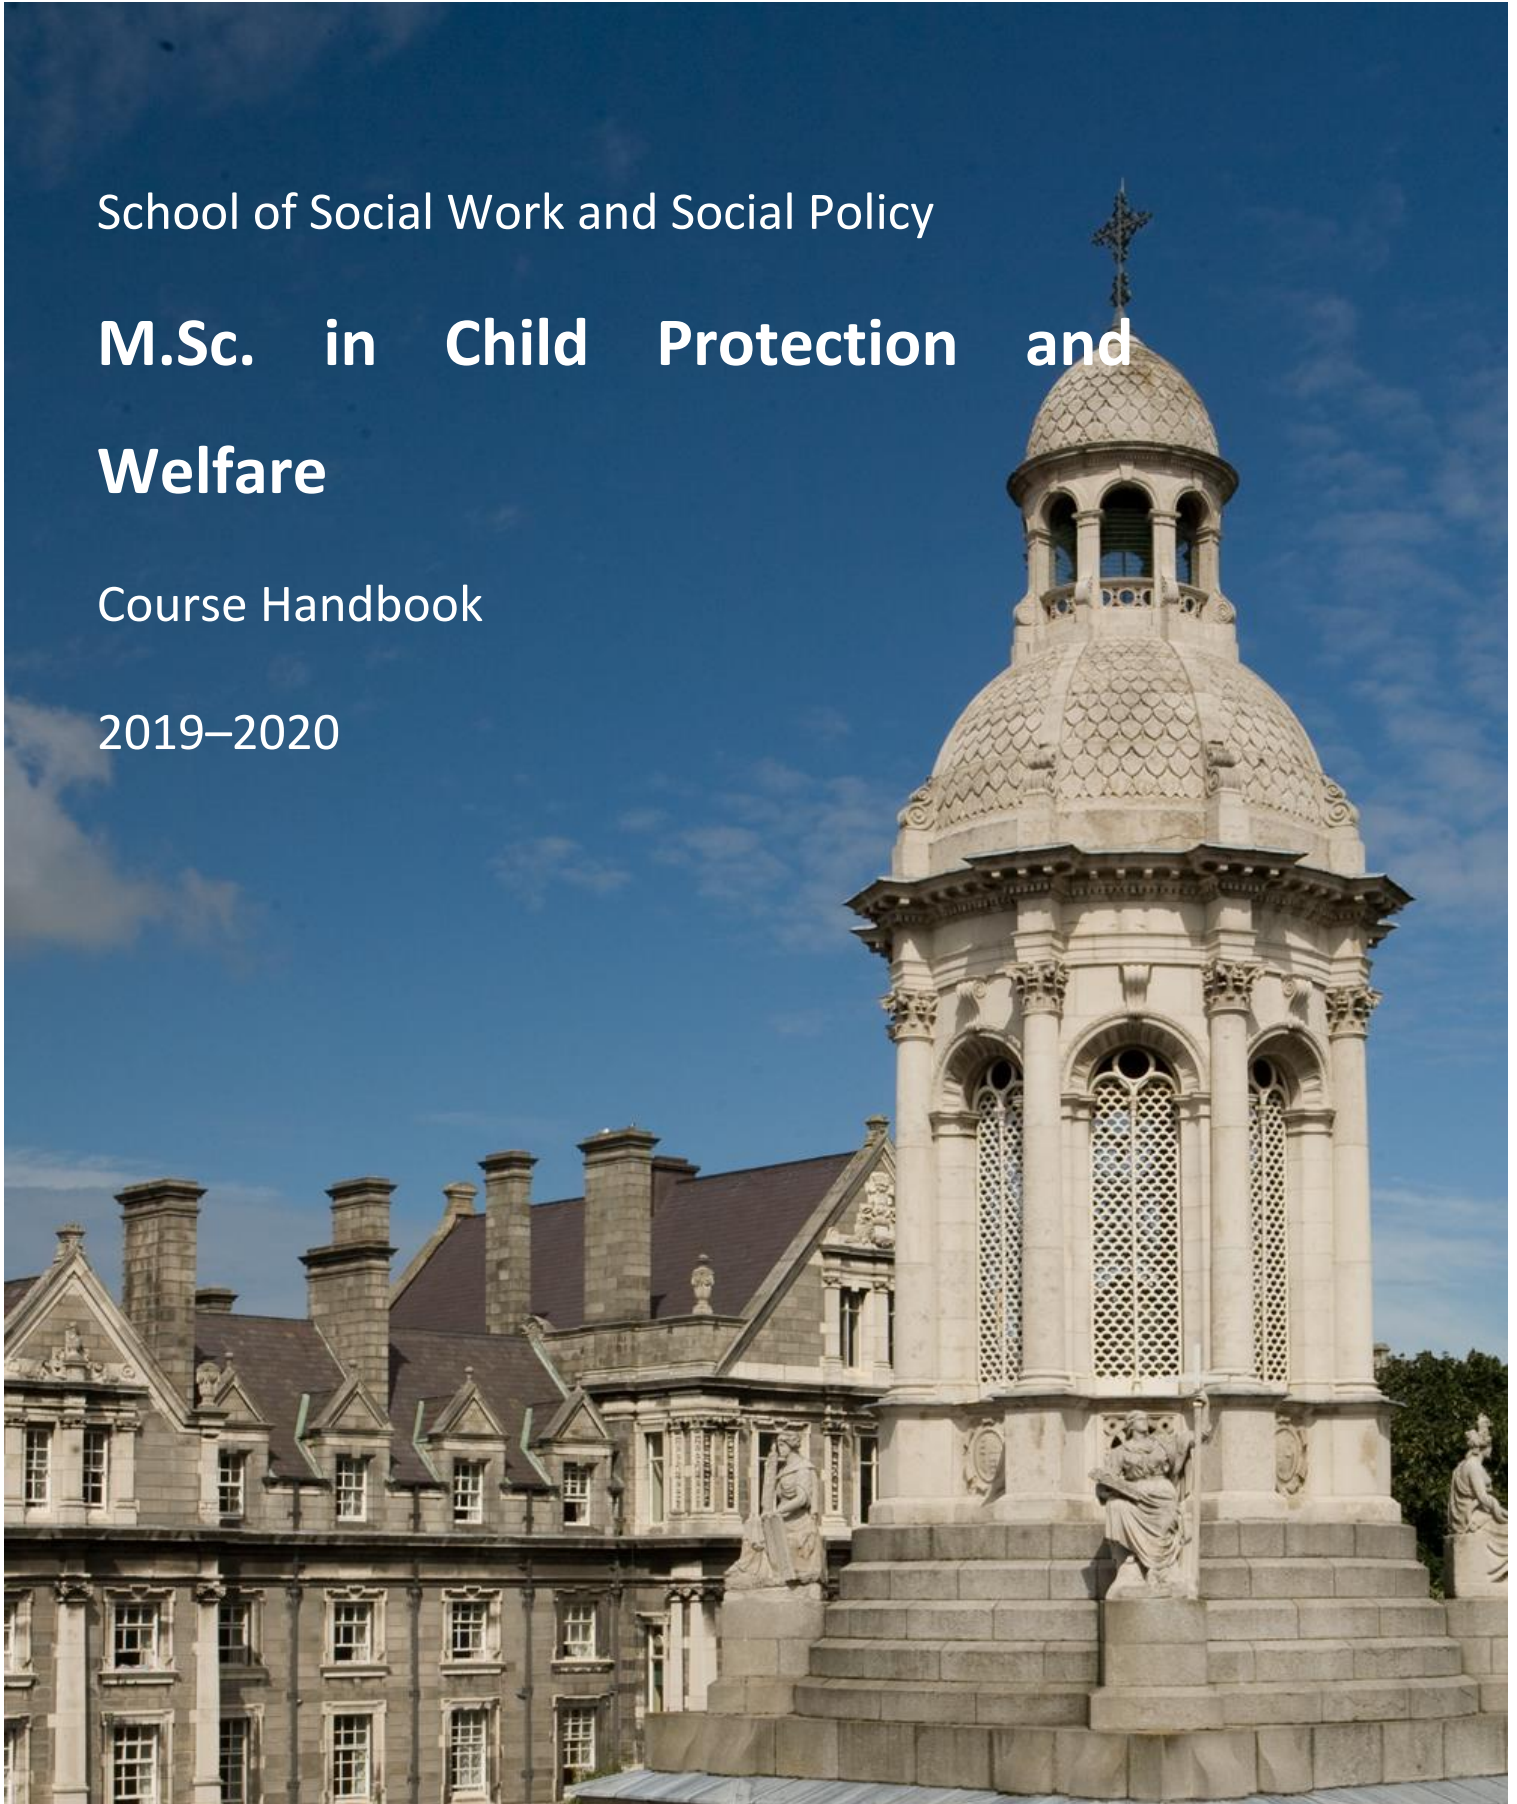 School of Social Work and Social Policy
M.Sc. in Child Protection and
Welfare
Course Handbook
2019–2020